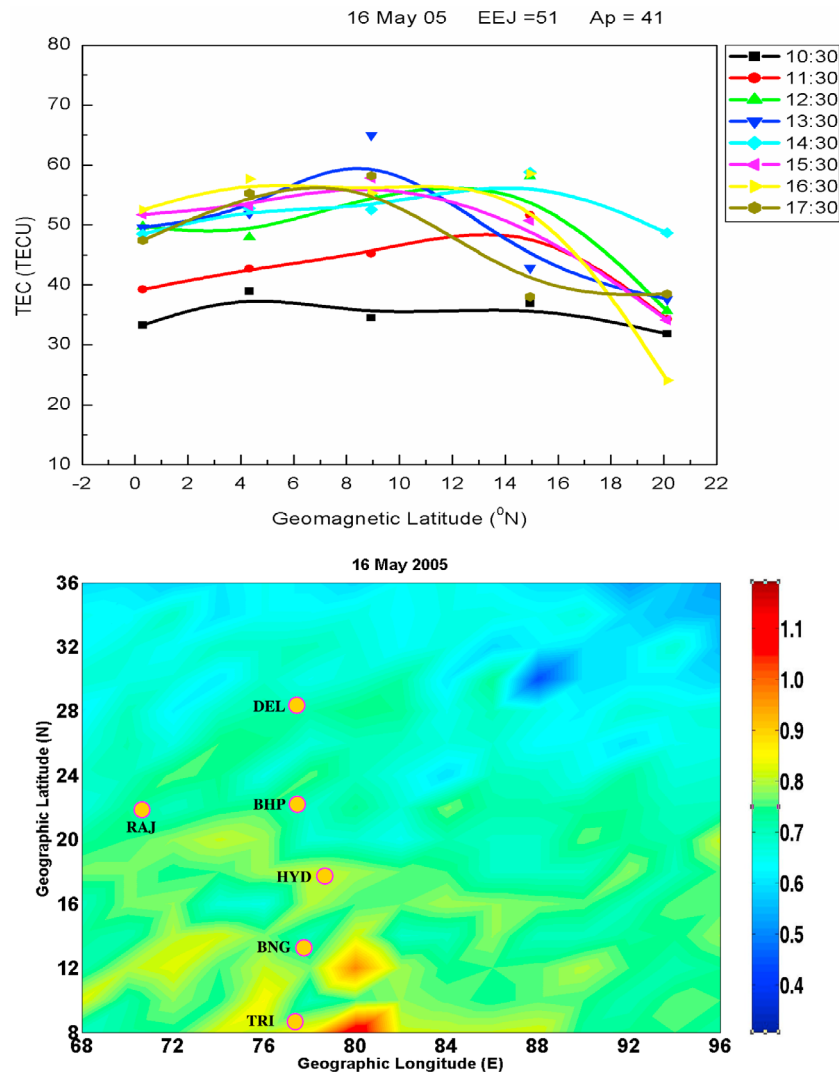 16 May 05 EEJ =51 Ap = 41
80
70
60
50
40
30
20
10
TEC (TECU)
-2 0 2 4 6 8 10 12 14 16 18 20 22
Geomagnetic Latitude (⁰N)
10:30
11:30
12:30
13:30
14:30
15:30
16:30
17:30
16 May 2005
36
32
28
24
20
16
12
8
Geographic Latitude (N)
DEL
BHP
RAJ
HYD
BNG
TRI
68 72 76 80 84 88 92 96
Geographic Longitude (E)
1.1
1.0
0.9
0.8
0.7
0.6
0.5
0.4